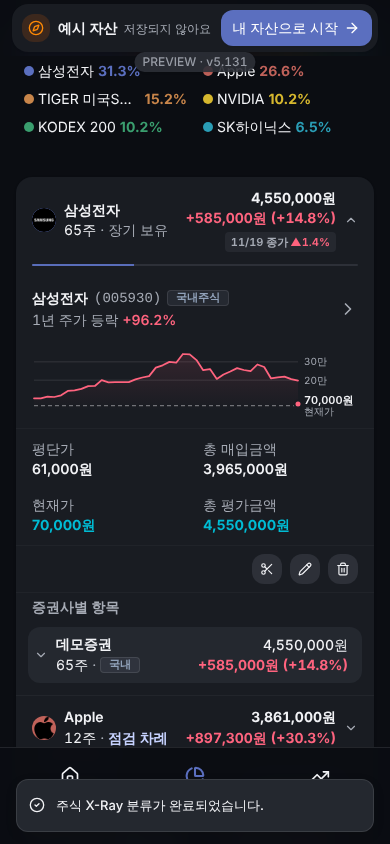 예시 자산 저장되지 않아요 내 자산으로 시작
PREVIEW · v5.131
삼성전자 31.3% Apple 26.6%
TIGER 미국S... 15.2% NVIDIA 10.2%
KODEX 200 10.2% SK하이닉스 6.5%
삼성전자 4,550,000원
65주 · 장기 보유 +585,000원 (+14.8%)
11/19 종가 ▲1.4%
삼성전자 (005930) 국내주식
1년 주가 등락 +96.2%
30만
20만
70,000원
현재가
평단가 총 매입금액
61,000원 3,965,000원
현재가 총 평가금액
70,000원 4,550,000원
증권사별 항목
데모증권 4,550,000원
65주 · 국내 +585,000원 (+14.8%)
Apple 3,861,000원
12주 · 점검 차례 +897,300원 (+30.3%)
주식 X-Ray 분류가 완료되었습니다.